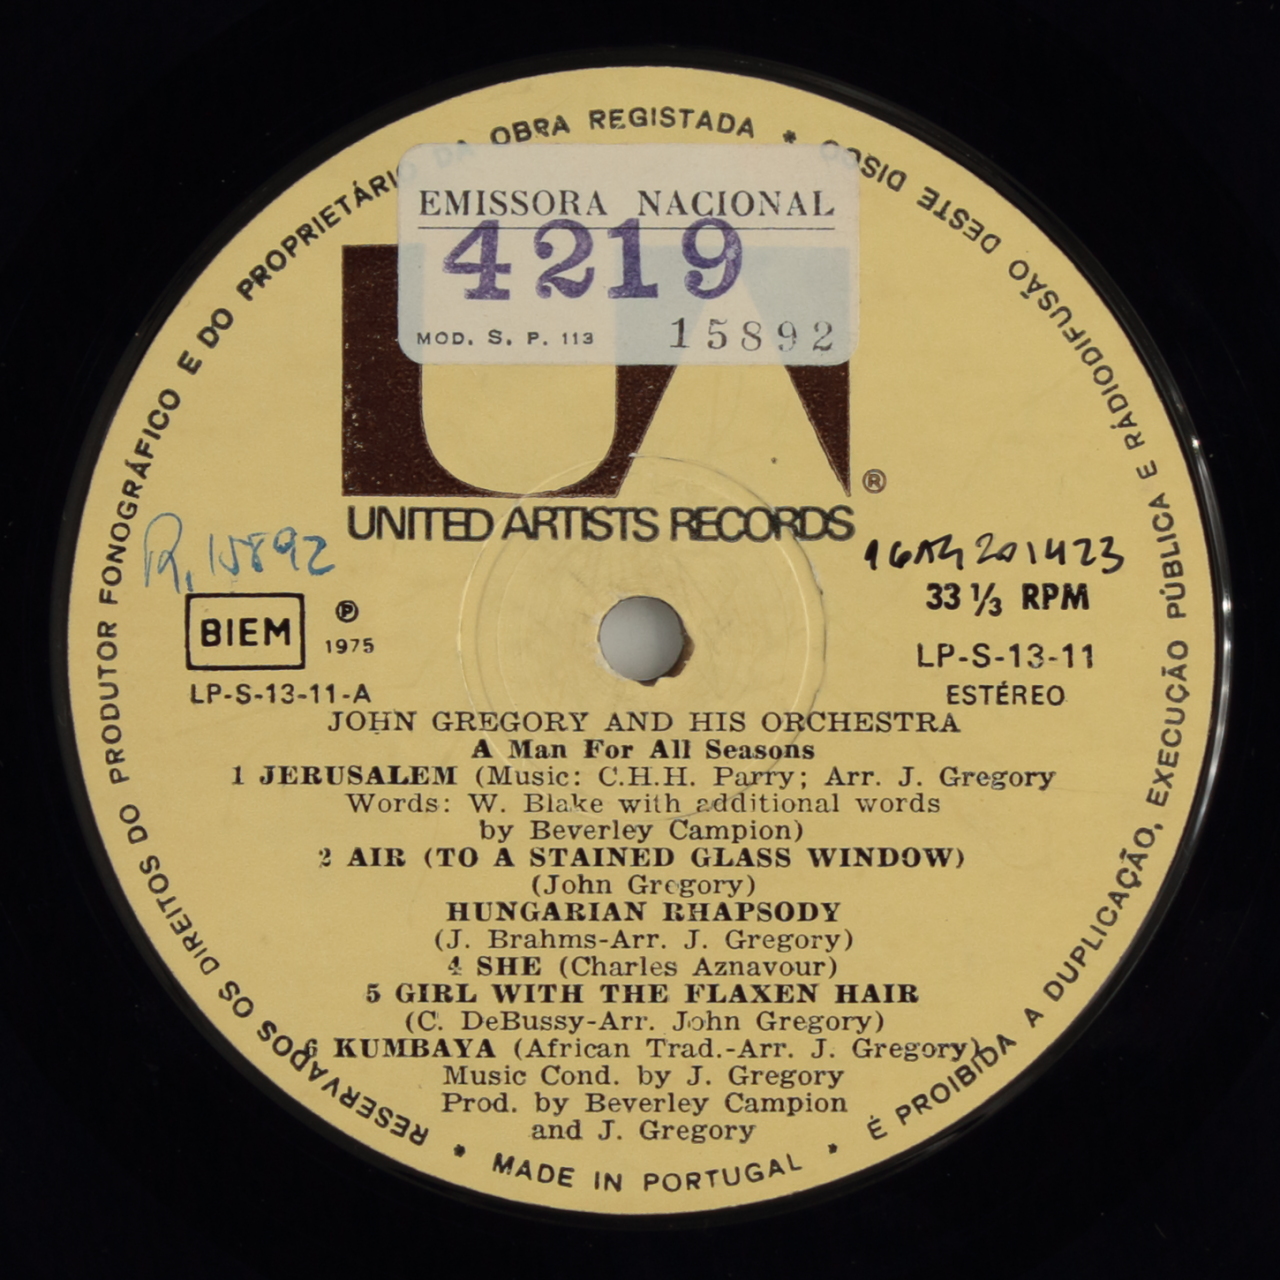 RESERVADOS OS DIREITOS DO PRODUTOR FONOGRÁFICO E DO PROPRIETÁRIO DA OBRA REGISTADA *
É PROIBIDA A DUPLICAÇÃO, EXECUÇÃO PÚBLICA E RÁDIODIFUSÃO DESTE DISCO
EMISSORA NACIONAL
4219
MOD. S. P. 113 15892
UA
®
UNITED ARTISTS RECORDS
R. 15892
BIEM
℗
1975
LP-S-13-11-A
33 1/3 RPM
LP-S-13-11
ESTÉREO
JOHN GREGORY AND HIS ORCHESTRA
A Man For All Seasons
1 JERUSALEM (Music: C.H.H. Parry; Arr. J. Gregory
Words: W. Blake with additional words
by Beverley Campion)
2 AIR (TO A STAINED GLASS WINDOW)
(John Gregory)
HUNGARIAN RHAPSODY
(J. Brahms-Arr. J. Gregory)
4 SHE (Charles Aznavour)
5 GIRL WITH THE FLAXEN HAIR
(C. DeBussy-Arr. John Gregory)
6 KUMBAYA (African Trad.-Arr. J. Gregory)
Music Cond. by J. Gregory
Prod. by Beverley Campion
and J. Gregory
* MADE IN PORTUGAL *